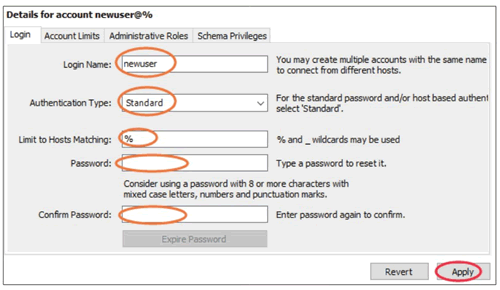 Details for account newuser@%
Login Account Limits Administrative Roles Schema Privileges
Login Name: newuser You may create multiple accounts with the same name
to connect from different hosts.
Authentication Type: Standard For the standard password and/or host based authent
select 'Standard'.
Limit to Hosts Matching: % % and _ wildcards may be used
Password: Type a password to reset it.
Consider using a password with 8 or more characters with
mixed case letters, numbers and punctuation marks.
Confirm Password: Enter password again to confirm.
Expire Password
Revert Apply